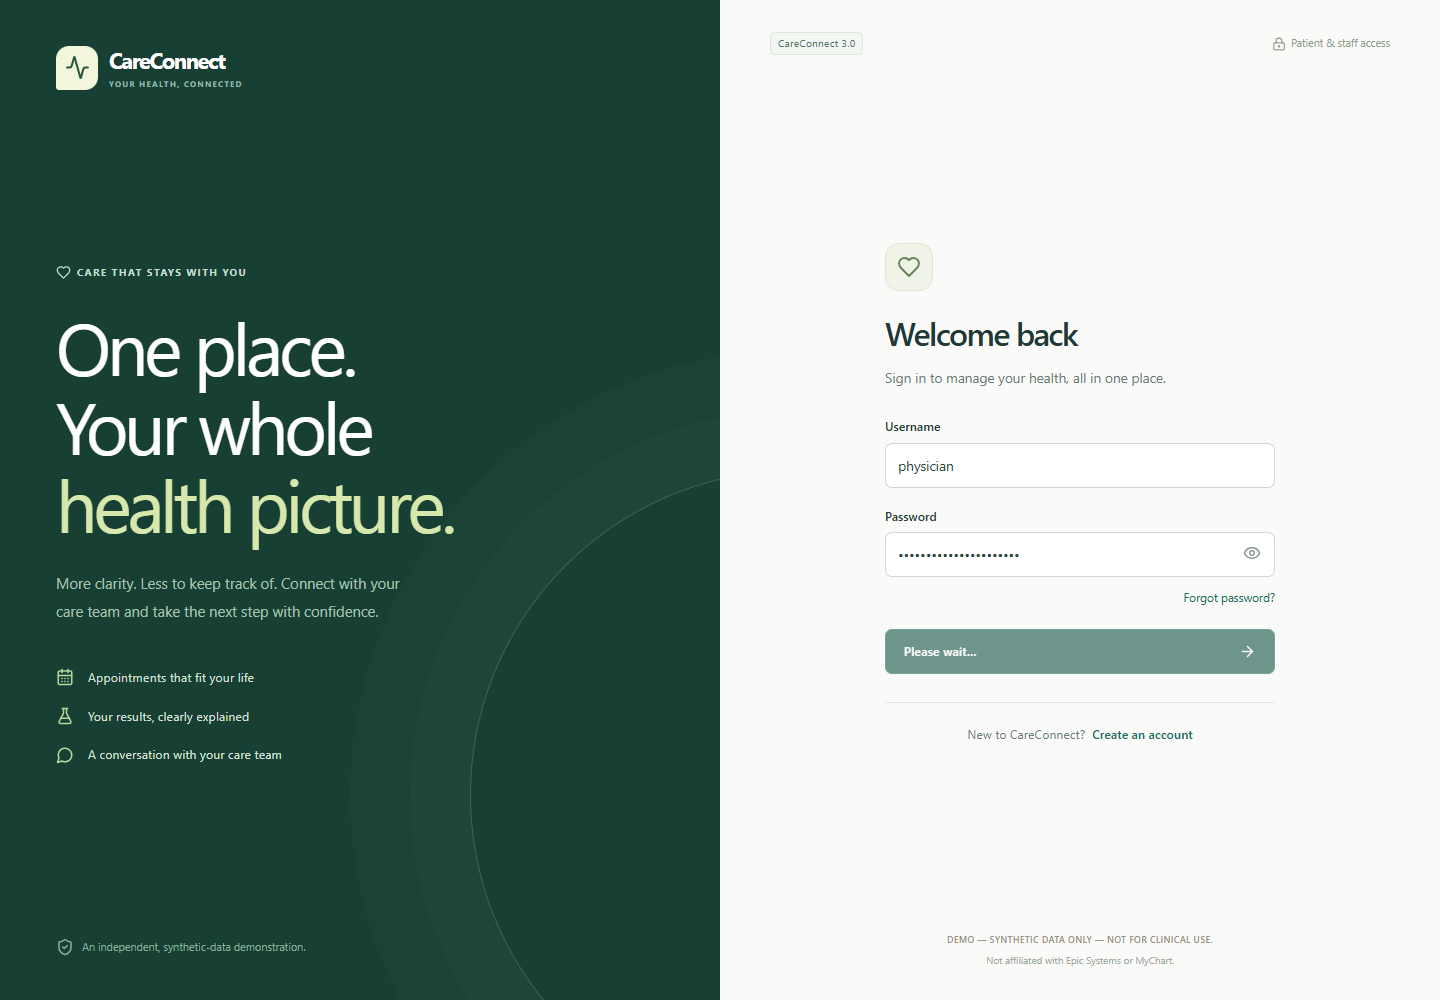 CareConnect
YOUR HEALTH, CONNECTED
CARE THAT STAYS WITH YOU
One place.
Your whole
health picture.
More clarity. Less to keep track of. Connect with your
care team and take the next step with confidence.
Appointments that fit your life
Your results, clearly explained
A conversation with your care team
An independent, synthetic-data demonstration.
CareConnect 3.0
Patient & staff access
Welcome back
Sign in to manage your health, all in one place.
Username
physician
Password
••••••••••••••••••••••
Forgot password?
Please wait...
New to CareConnect? Create an account
DEMO — SYNTHETIC DATA ONLY — NOT FOR CLINICAL USE.
Not affiliated with Epic Systems or MyChart.